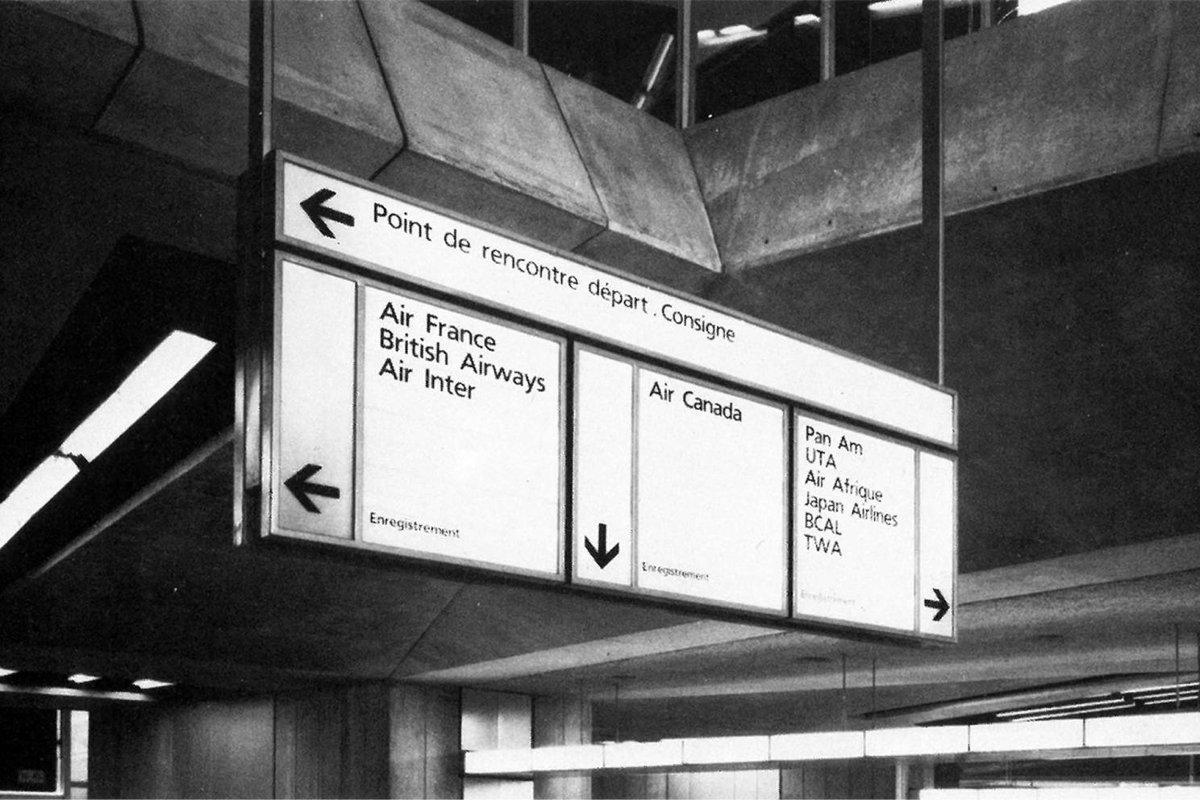 Point de rencontre départ . Consigne
Air France
British Airways
Air Inter
Enregistrement
Air Canada
Enregistrement
Pan Am
UTA
Air Afrique
Japan Airlines
BCAL
TWA
Enregistrement